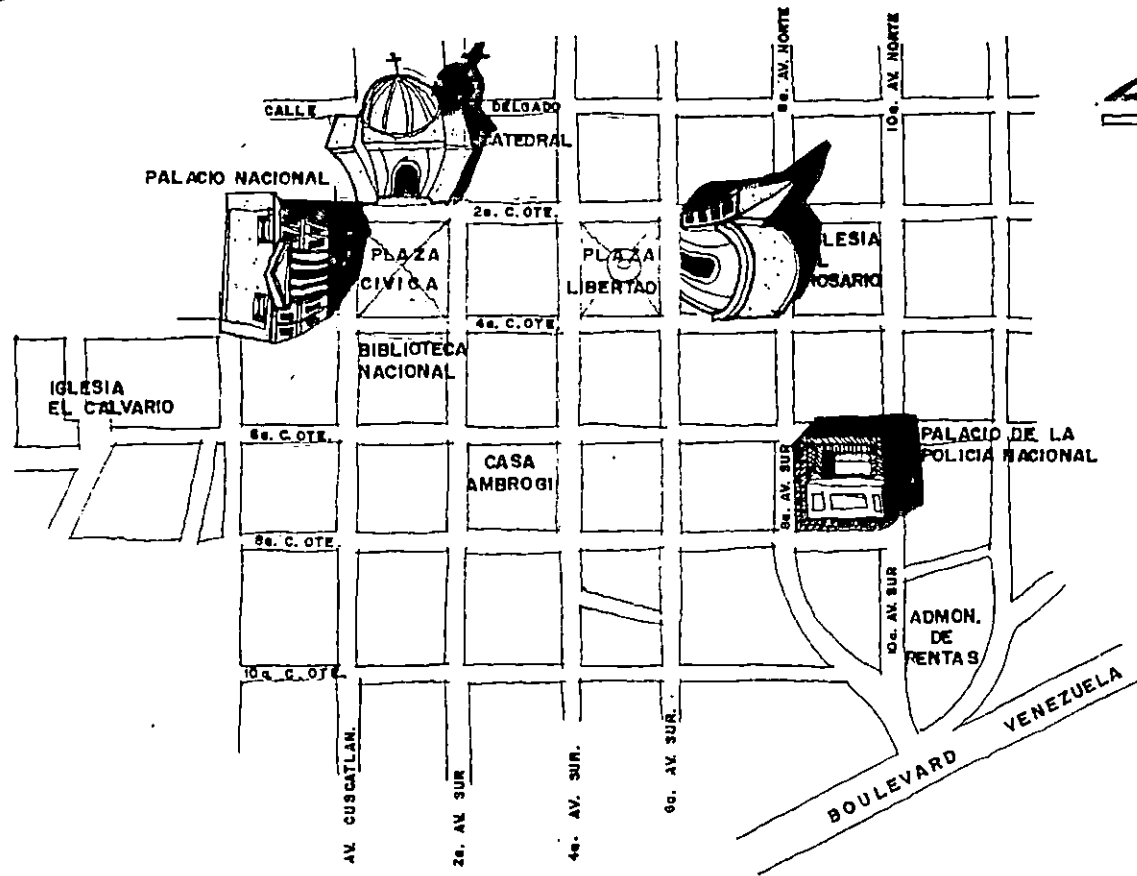 8a. AV. NORTE
10a. AV. NORTE
CALLE DELGADO
CATEDRAL
PALACIO NACIONAL
2a. C. OTE.
PLAZA
CIVICA
PLAZA
LIBERTAD
IGLESIA
EL
ROSARIO
4a. C. OTE.
BIBLIOTECA
NACIONAL
IGLESIA
EL CALVARIO
6a. C. OTE.
CASA
AMBROGI
8a. AV. SUR
PALACIO DE LA
POLICIA NACIONAL
8a. C. OTE.
10a. AV. SUR
ADMON.
DE
RENTAS
10a. C. OTE.
AV. CUSCATLAN.
2a. AV. SUR
4a. AV. SUR.
6a. AV. SUR.
BOULEVARD VENEZUELA